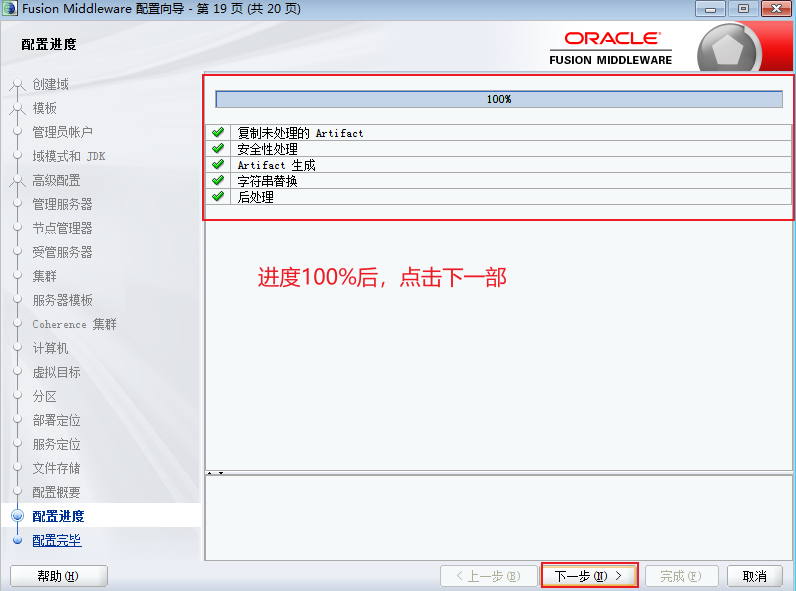 Fusion Middleware 配置向导 - 第 19 页 (共 20 页)
配置进度
ORACLE
FUSION MIDDLEWARE
创建域
模板
管理员帐户
域模式和 JDK
高级配置
管理服务器
节点管理器
受管服务器
集群
服务器模板
Coherence 集群
计算机
虚拟目标
分区
部署定位
服务定位
文件存储
配置概要
配置进度
配置完毕
100%
复制未处理的 Artifact
安全性处理
Artifact 生成
字符串替换
后处理
进度100%后，点击下一部
帮助(H)
< 上一步(B)
下一步(N) >
完成(F)
取消